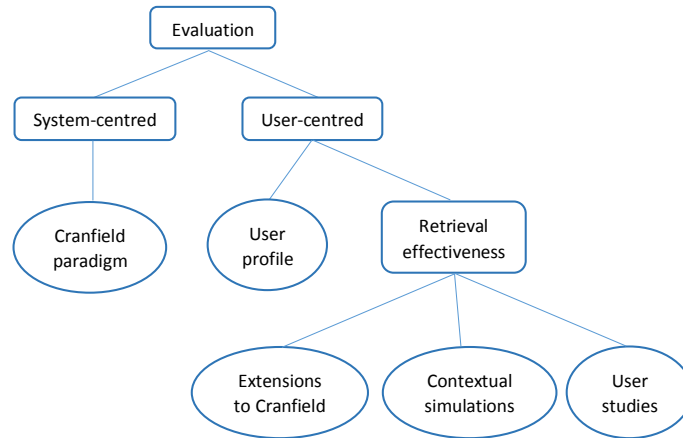 Evaluation
System-centred
User-centred
Cranfield
paradigm
User
profile
Retrieval
effectiveness
Extensions
to Cranfield
Contextual
simulations
User
studies